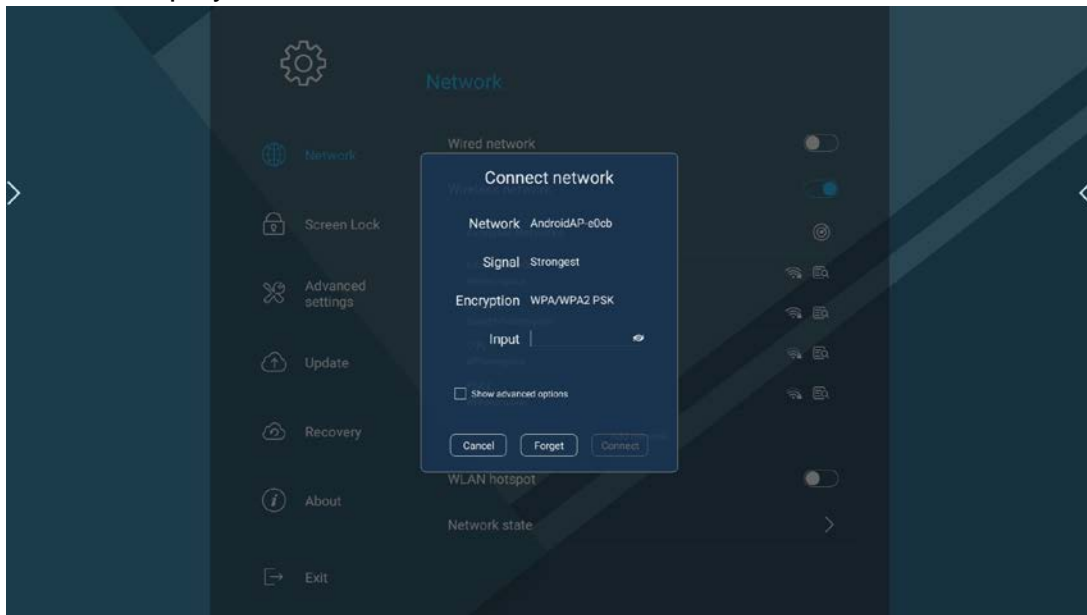 Network
Network
Screen Lock
Advanced
settings
Update
Recovery
About
Exit
Wired network
Connect network
Network AndroidAP-e0cb
Signal Strongest
Encryption WPA/WPA2 PSK
Input
Show advanced options
Cancel Forget Connect
WLAN hotspot
Network state